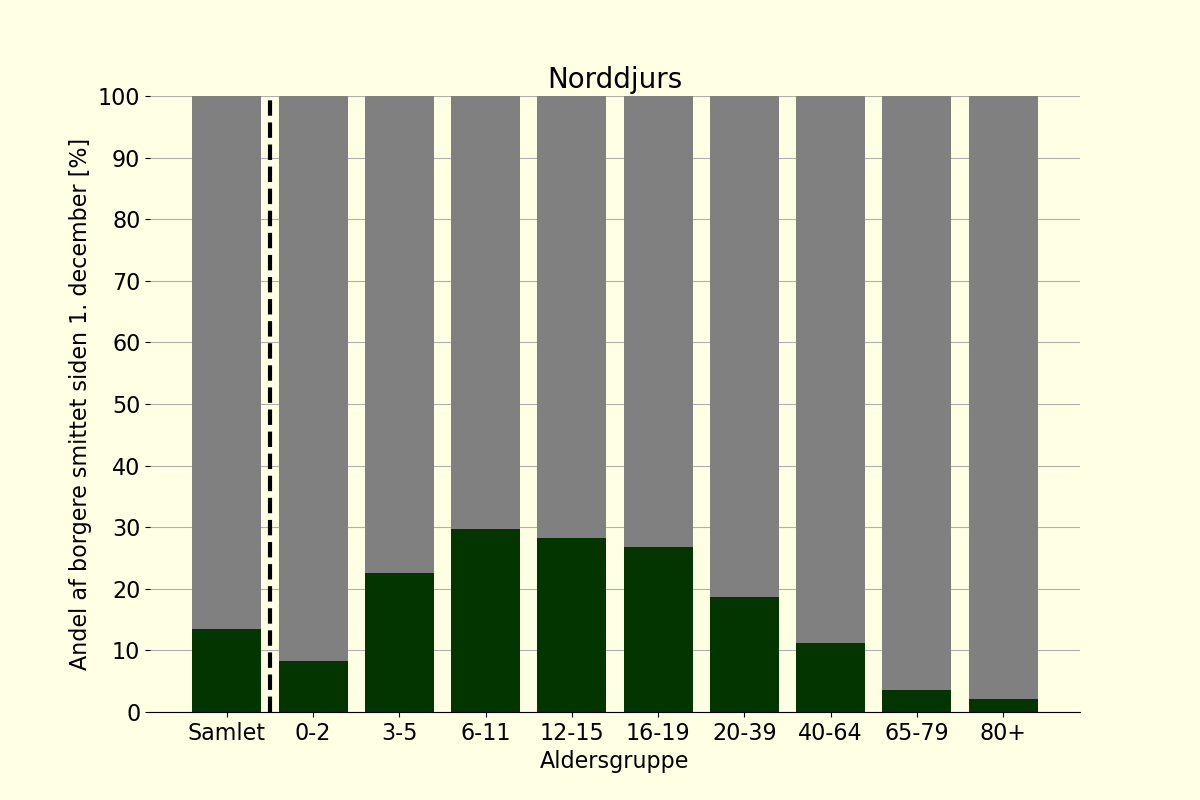 Norddjurs
Andel af borgere smittet siden 1. december [%]
100
90
80
70
60
50
40
30
20
10
0
Samlet 0-2 3-5 6-11 12-15 16-19 20-39 40-64 65-79 80+
Aldersgruppe